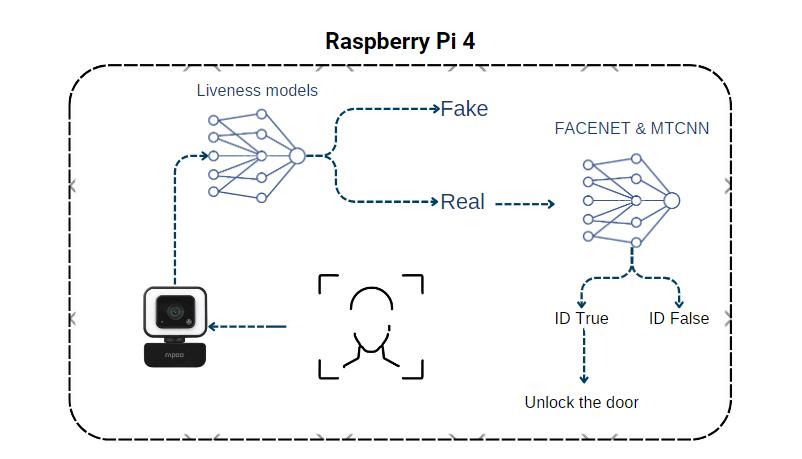 Raspberry Pi 4
Liveness models
Fake
FACENET & MTCNN
Real
ID True
ID False
rapoo
Unlock the door